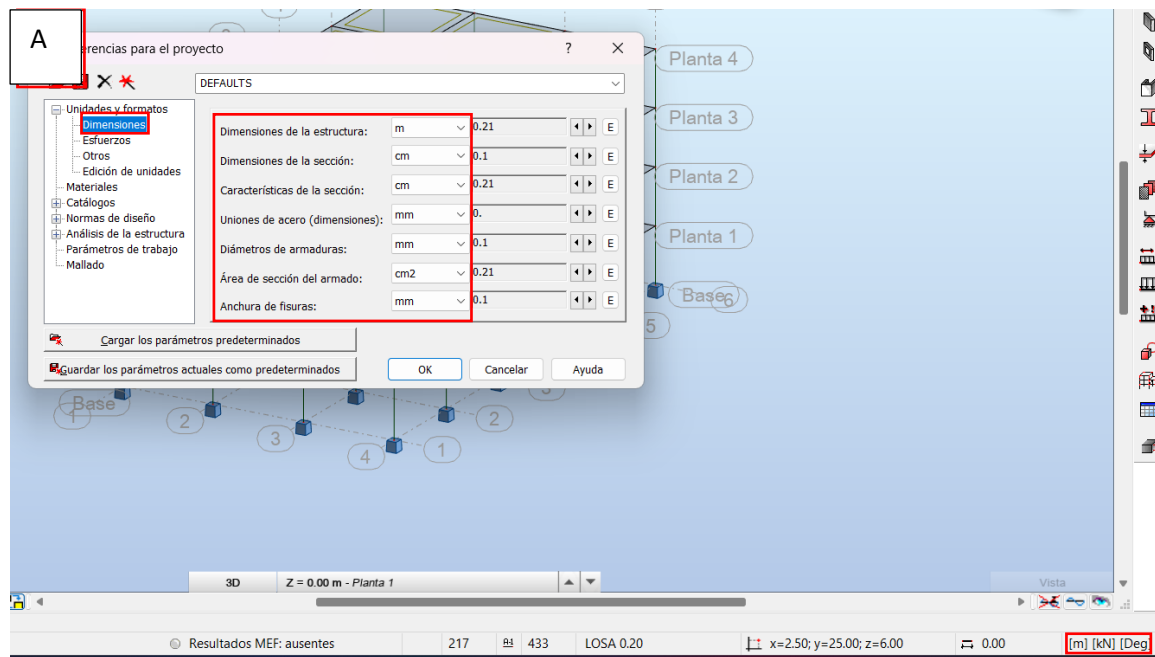 A
erencias para el proyecto ? X
DEFAULTS
Unidades y formatos
Dimensiones
Esfuerzos
Otros
Edición de unidades
Materiales
Catálogos
Normas de diseño
Análisis de la estructura
Parámetros de trabajo
Mallado
Dimensiones de la estructura: m 0.21 E
Dimensiones de la sección: cm 0.1 E
Características de la sección: cm 0.21 E
Uniones de acero (dimensiones): mm 0. E
Diámetros de armaduras: mm 0.1 E
Área de sección del armado: cm2 0.21 E
Anchura de fisuras: mm 0.1 E
Cargar los parámetros predeterminados
Guardar los parámetros actuales como predeterminados
OK Cancelar Ayuda
Planta 4
Planta 3
Planta 2
Planta 1
Base 6
5
Base
1
2
3
4
1
2
3
3D Z = 0.00 m - Planta 1
Vista
Resultados MEF: ausentes 217 433 LOSA 0.20 x=2.50; y=25.00; z=6.00 0.00 [m] [kN] [Deg]